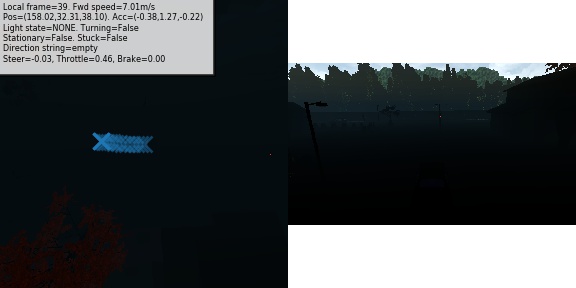 Local frame=39. Fwd speed=7.01m/s
Pos=(158.02,32.31,38.10). Acc=(-0.38,1.27,-0.22)
Light state=NONE. Turning=False
Stationary=False. Stuck=False
Direction string=empty
Steer=-0.03, Throttle=0.46, Brake=0.00